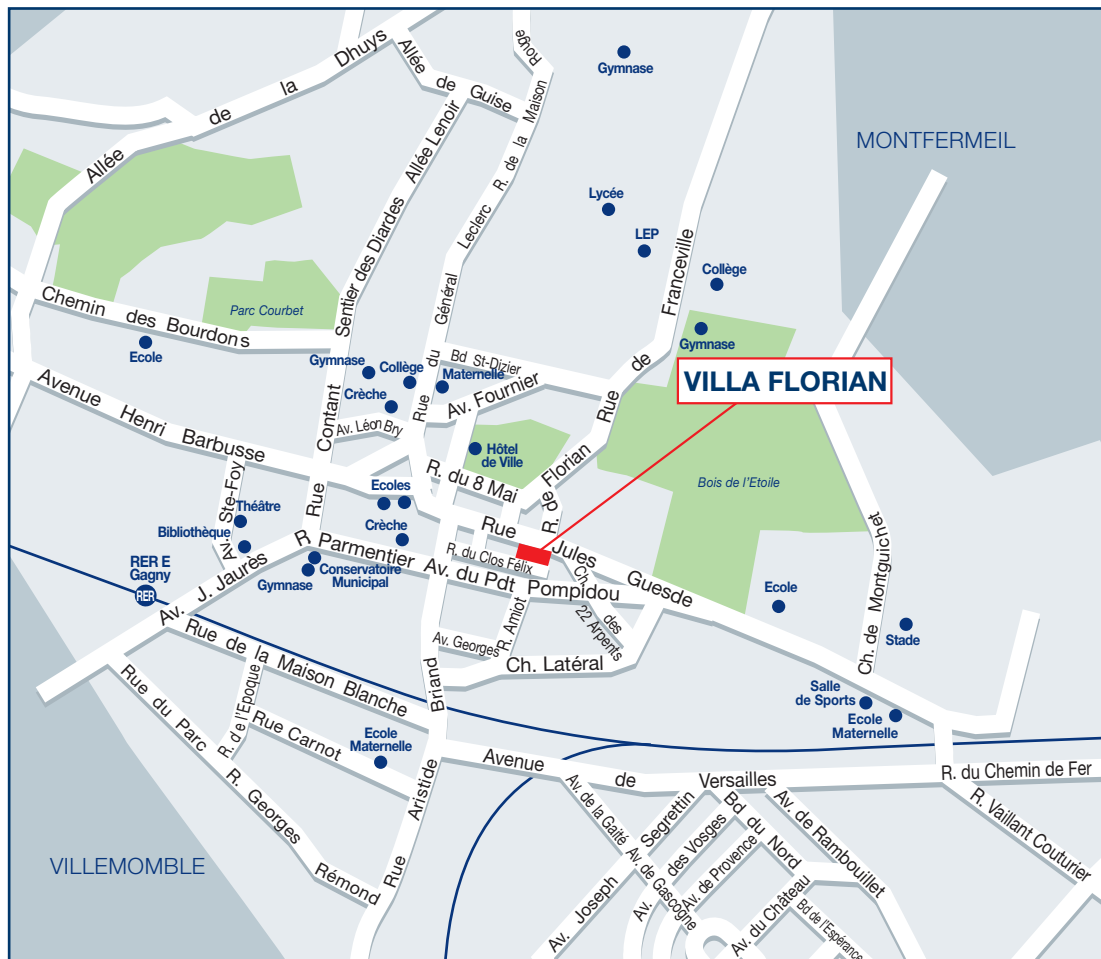 Allée de la Dhuys
Allée de Guise
Rouge
R. de la Maison
Gymnase
MONTFERMEIL
Allée Lenoir
Sentier des Diardes
Leclerc
Général
Rue du
Lycée
LEP
Franceville
Rue de
Collège
Gymnase
Parc Courbet
Chemin des Bourdons
Ecole
Gymnase
Collège
Maternelle
Crèche
Bd St-Dizier
Av. Fournier
VILLA FLORIAN
Avenue Henri Barbusse
Rue Contant
Av. Léon Bry
Hôtel
de Ville
R. du 8 Mai
R. de Florian
Bois de l'Etoile
Av. Ste-Foy
Théâtre
Bibliothèque
Ecoles
Crèche
Rue Jules Guesde
R. du Clos Félix
RER E
Gagny
RER
Av. J. Jaurès
R. Parmentier
Av. du Pdt Pompidou
Gymnase
Conservatoire
Municipal
Ch. des 22 Arpents
R. Amiot
Av. Georges
Ch. Latéral
Ecole
Stade
Ch. de Montguichet
Salle
de Sports
Ecole
Maternelle
Rue de la Maison Blanche
Rue du Parc
R. de l'Epoque
Rue Carnot
Ecole
Maternelle
R. Georges Rémond
Rue Aristide Briand
Avenue de Versailles
R. du Chemin de Fer
R. Vaillant Couturier
Av. de la Gaîté
Av. Joseph Segrettin
Av. des Vosges
Av. de Gascogne
Av. de Provence
Bd du Nord
Av. de Rambouillet
Av. du Château
Bd de l'Espérance
VILLEMOMBLE